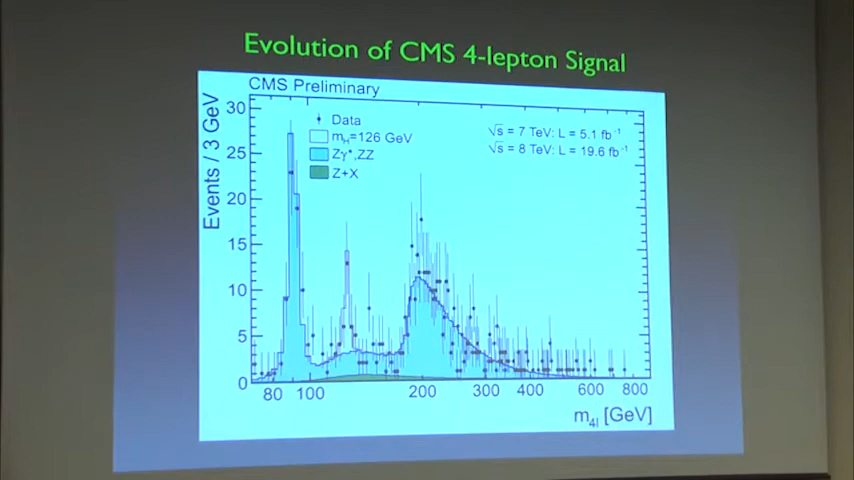 Evolution of CMS 4-lepton Signal
CMS Preliminary
Events / 3 GeV
30
25
20
15
10
5
0
Data
mH=126 GeV
Zγ*,ZZ
Z+X
√s = 7 TeV: L = 5.1 fb-1
√s = 8 TeV: L = 19.6 fb-1
80 100 200 300 400 600 800
m4l [GeV]